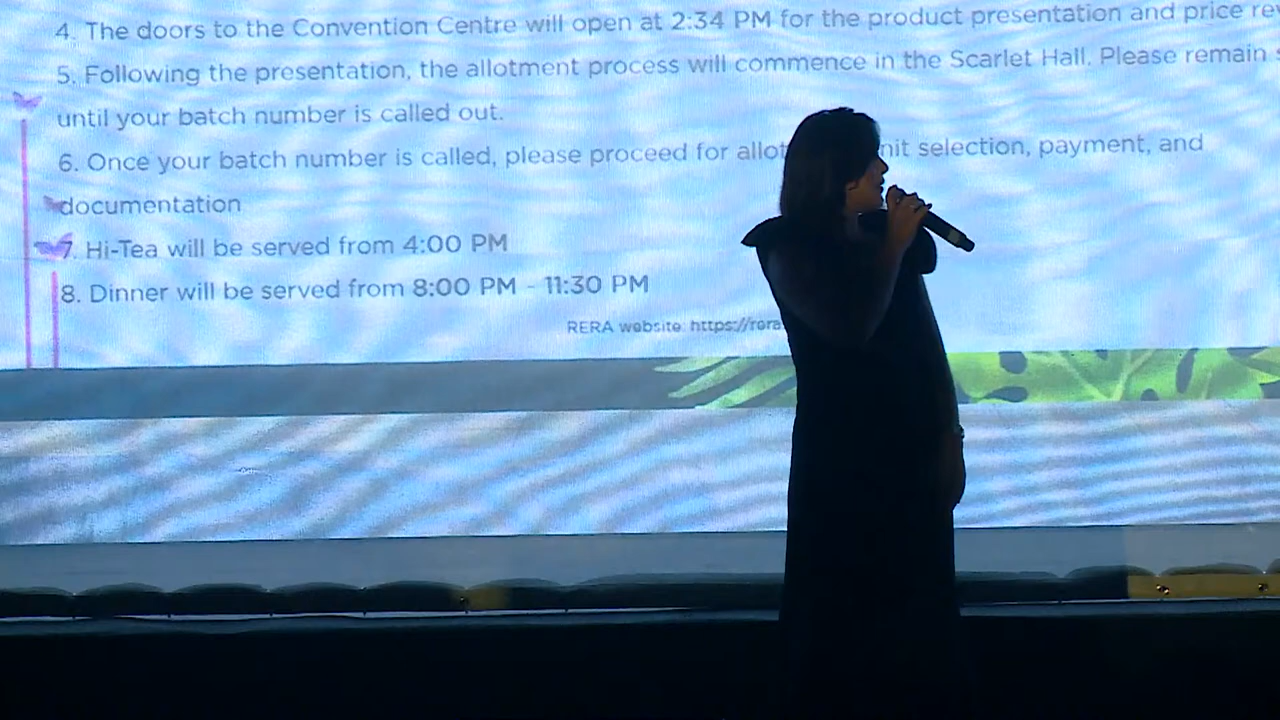 4. The doors to the Convention Centre will open at 2:34 PM for the product presentation and price
5. Following the presentation, the allotment process will commence in the Scarlet Hall. Please remain
until your batch number is called out.
6. Once your batch number is called, please proceed for selection, payment, and
documentation
7. Hi-Tea will be served from 4:00 PM
8. Dinner will be served from 8:00 PM - 11:30 PM
RERA website: https://rera